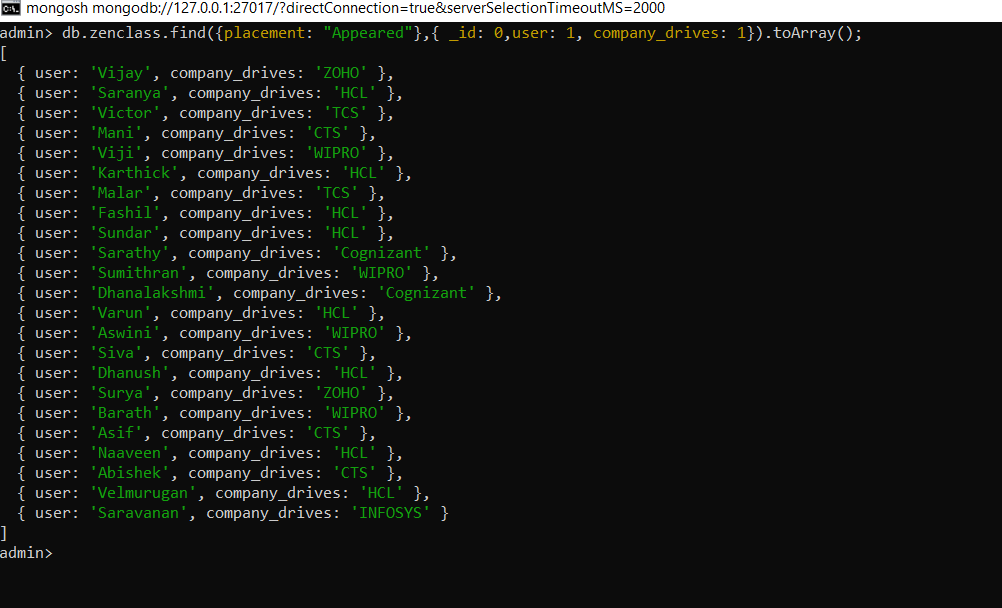 mongosh mongodb://127.0.0.1:27017/?directConnection=true&serverSelectionTimeoutMS=2000
admin> db.zenclass.find({placement: "Appeared"},{ _id: 0,user: 1, company_drives: 1}).toArray();
[
  { user: 'Vijay', company_drives: 'ZOHO' },
  { user: 'Saranya', company_drives: 'HCL' },
  { user: 'Victor', company_drives: 'TCS' },
  { user: 'Mani', company_drives: 'CTS' },
  { user: 'Viji', company_drives: 'WIPRO' },
  { user: 'Karthick', company_drives: 'HCL' },
  { user: 'Malar', company_drives: 'TCS' },
  { user: 'Fashil', company_drives: 'HCL' },
  { user: 'Sundar', company_drives: 'HCL' },
  { user: 'Sarathy', company_drives: 'Cognizant' },
  { user: 'Sumithran', company_drives: 'WIPRO' },
  { user: 'Dhanalakshmi', company_drives: 'Cognizant' },
  { user: 'Varun', company_drives: 'HCL' },
  { user: 'Aswini', company_drives: 'WIPRO' },
  { user: 'Siva', company_drives: 'CTS' },
  { user: 'Dhanush', company_drives: 'HCL' },
  { user: 'Surya', company_drives: 'ZOHO' },
  { user: 'Barath', company_drives: 'WIPRO' },
  { user: 'Asif', company_drives: 'CTS' },
  { user: 'Naaveen', company_drives: 'HCL' },
  { user: 'Abishek', company_drives: 'CTS' },
  { user: 'Velmurugan', company_drives: 'HCL' },
  { user: 'Saravanan', company_drives: 'INFOSYS' }
]
admin>